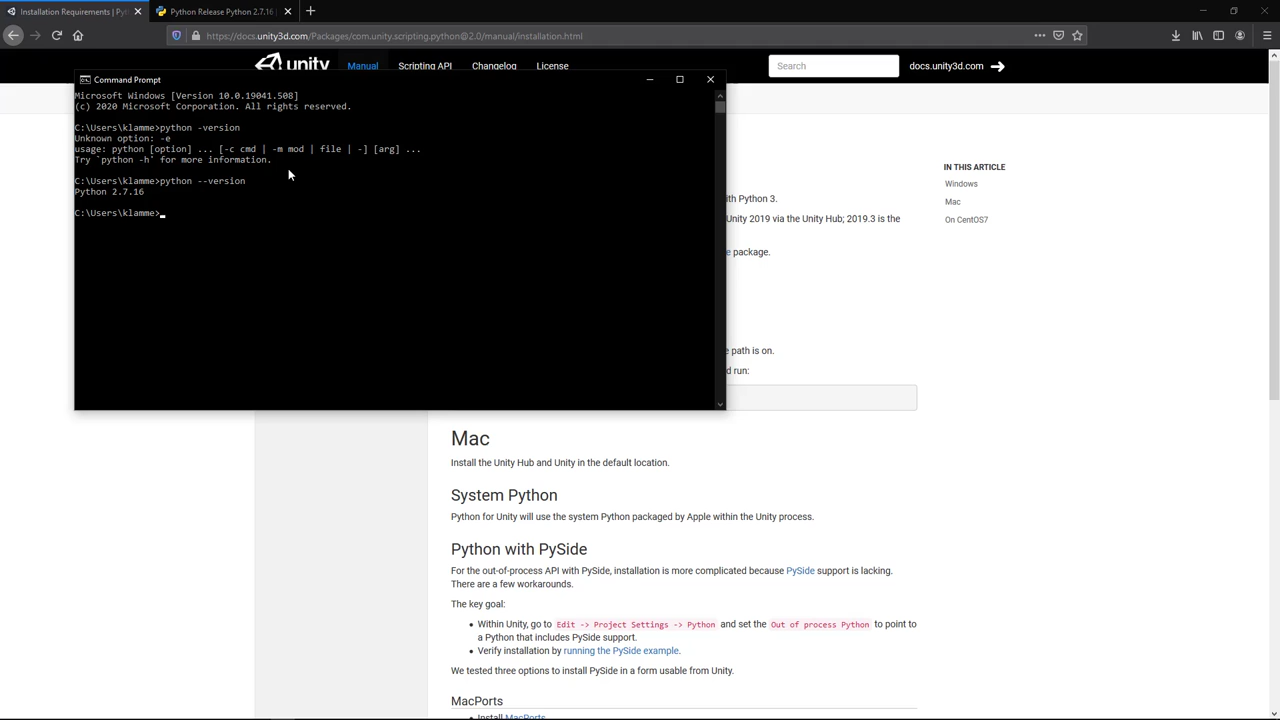 Installation Requirements | Pyt
Python Release Python 2.7.16
https://docs.unity3d.com/Packages/com.unity.scripting.python@2.0/manual/installation.html
unity
Manual
Scripting API
Changelog
License
Search
docs.unity3d.com
Command Prompt
Microsoft Windows [Version 10.0.19041.508]
(c) 2020 Microsoft Corporation. All rights reserved.
C:\Users\klamme>python -version
Unknown option: -e
usage: python [option] ... [-c cmd | -m mod | file | -] [arg] ...
Try `python -h' for more information.
C:\Users\klamme>python --version
Python 2.7.16
C:\Users\klamme>
ith Python 3.
Unity 2019 via the Unity Hub; 2019.3 is the
e package.
e path is on.
d run:
IN THIS ARTICLE
Windows
Mac
On CentOS7
Mac
Install the Unity Hub and Unity in the default location.
System Python
Python for Unity will use the system Python packaged by Apple within the Unity process.
Python with PySide
For the out-of-process API with PySide, installation is more complicated because PySide support is lacking.
There are a few workarounds.
The key goal:
Within Unity, go to Edit -> Project Settings -> Python and set the Out of process Python to point to
a Python that includes PySide support.
Verify installation by running the PySide example.
We tested three options to install PySide in a form usable from Unity.
MacPorts
Install MacPorts